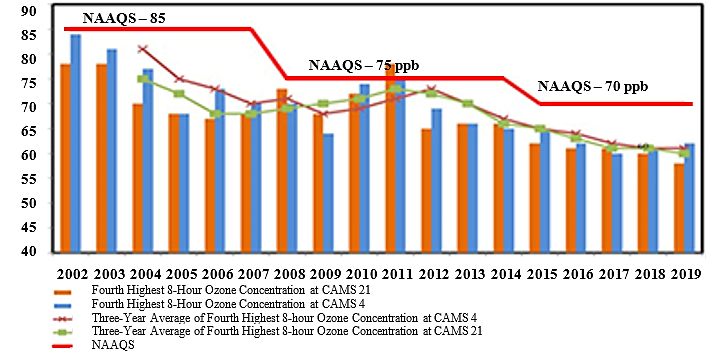 90
85
80
75
70
65
60
55
50
45
40
NAAQS – 85
NAAQS – 75 ppb
NAAQS – 70 ppb
2002 2003 2004 2005 2006 2007 2008 2009 2010 2011 2012 2013 2014 2015 2016 2017 2018 2019
Fourth Highest 8-Hour Ozone Concentration at CAMS 21
Fourth Highest 8-Hour Ozone Concentration at CAMS 4
Three-Year Average of Fourth Highest 8-hour Ozone Concentration at CAMS 4
Three-Year Average of Fourth Highest 8-hour Ozone Concentration at CAMS 21
NAAQS